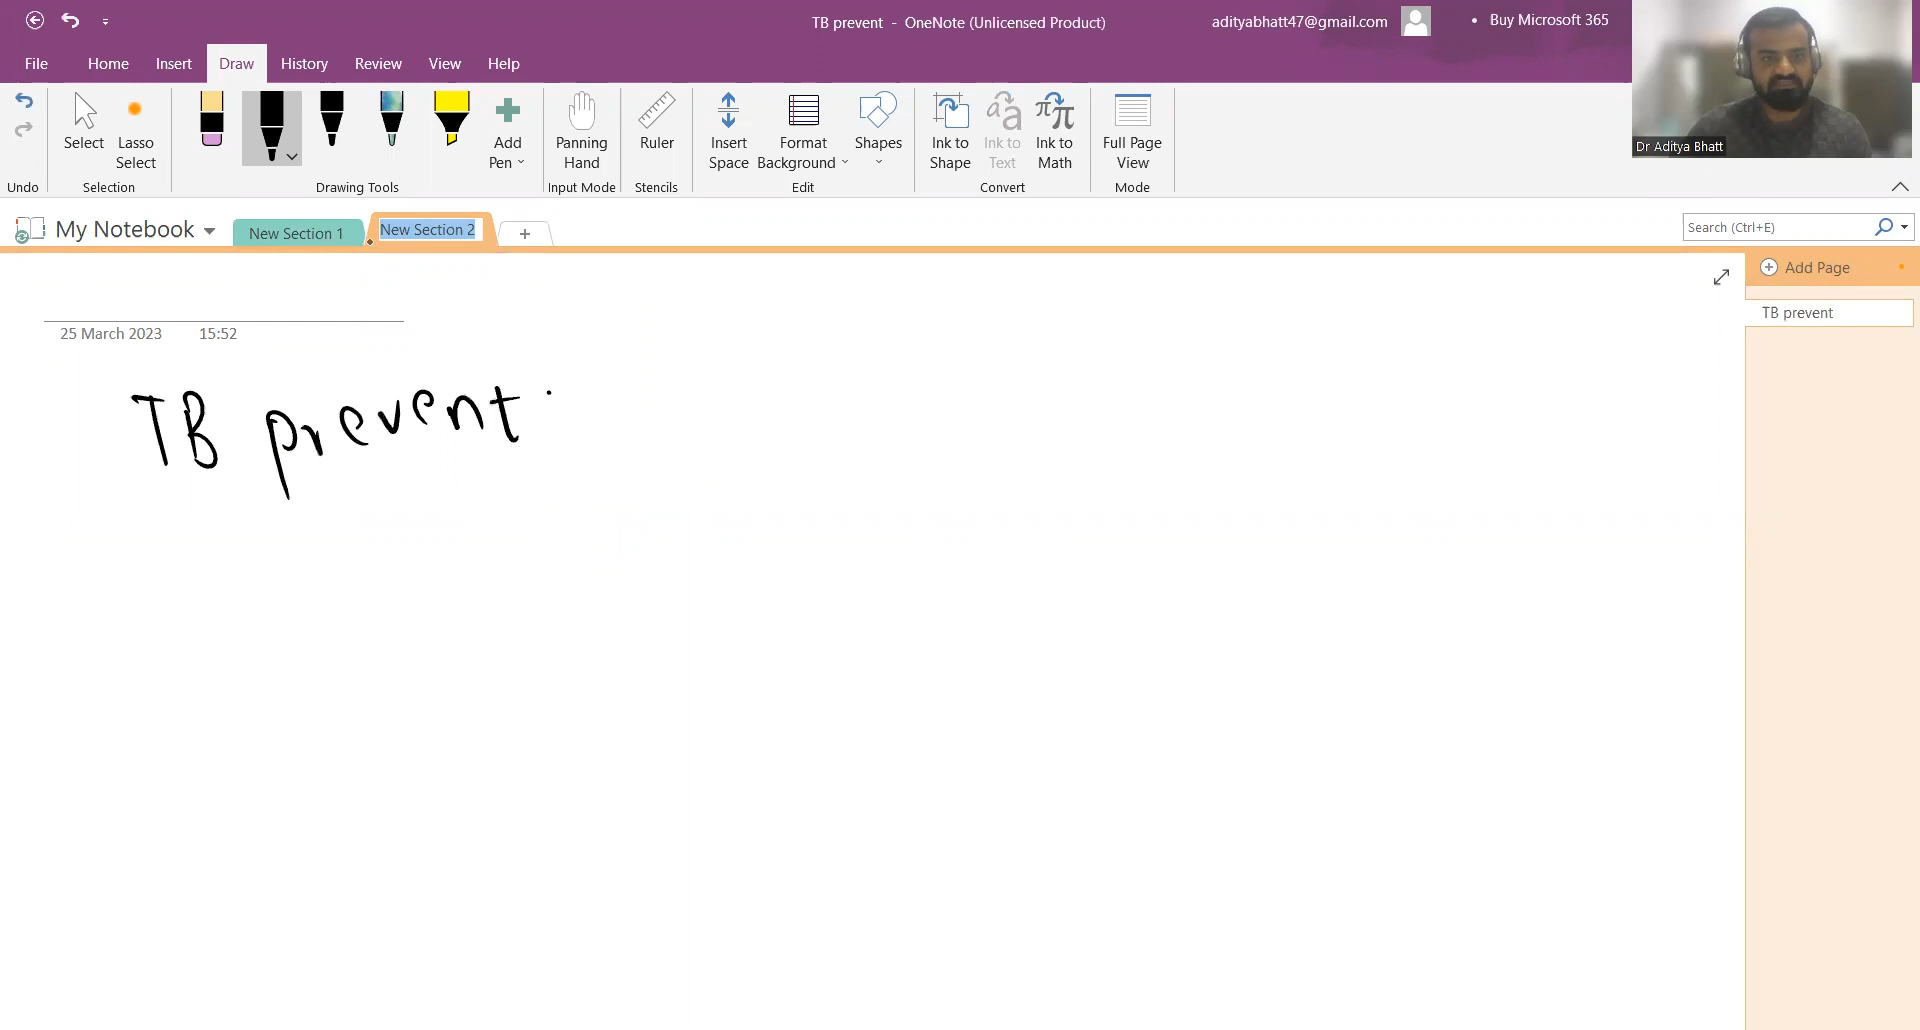 TB prevent - OneNote (Unlicensed Product)
adityabhatt47@gmail.com
Buy Microsoft 365
File Home Insert Draw History Review View Help
Select
Lasso Select
Add Pen
Panning Hand
Ruler
Insert Space
Format Background
Shapes
Ink to Shape
Ink to Text
Ink to Math
Full Page View
Dr Aditya Bhatt
Undo Selection Drawing Tools Input Mode Stencils Edit Convert Mode
My Notebook New Section 1 New Section 2
Search (Ctrl+E)
Add Page
TB prevent
25 March 2023 15:52
TB prevent